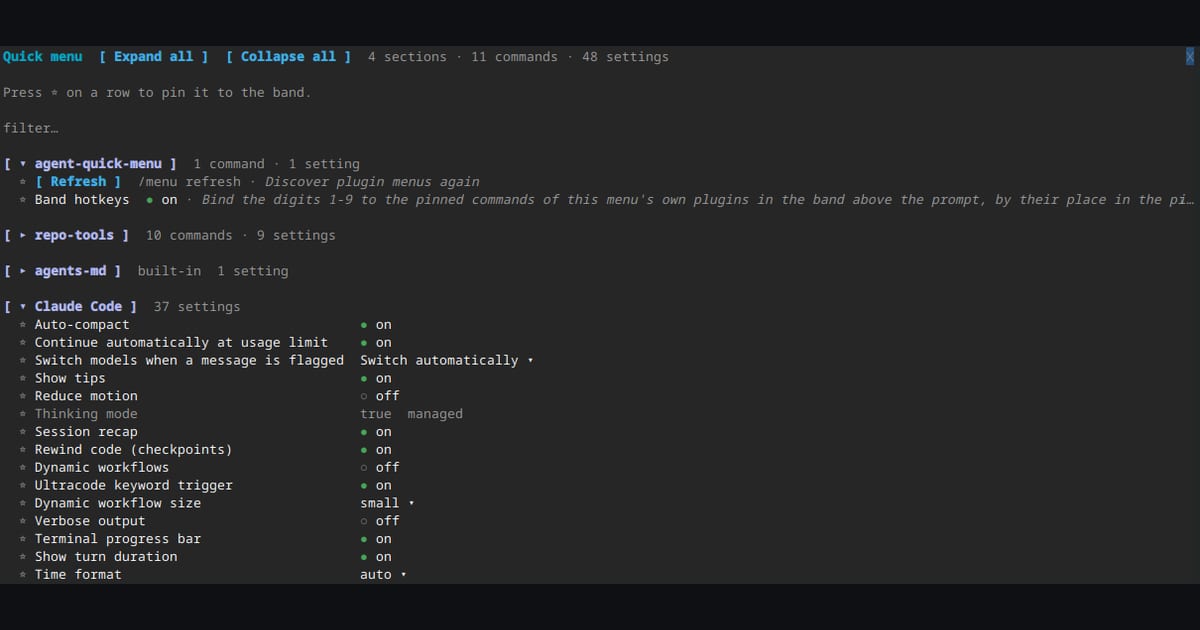 Quick menu [ Expand all ] [ Collapse all ] 4 sections · 11 commands · 48 settings X
Press ☆ on a row to pin it to the band.
filter…
[ ▾ agent-quick-menu ] 1 command · 1 setting
☆ [ Refresh ] /menu refresh · Discover plugin menus again
☆ Band hotkeys ● on · Bind the digits 1-9 to the pinned commands of this menu's own plugins in the band above the prompt, by their place in the pi…
[ ▸ repo-tools ] 10 commands · 9 settings
[ ▸ agents-md ] built-in 1 setting
[ ▾ Claude Code ] 37 settings
☆ Auto-compact ● on
☆ Continue automatically at usage limit ● on
☆ Switch models when a message is flagged Switch automatically ▾
☆ Show tips ● on
☆ Reduce motion ○ off
☆ Thinking mode true managed
☆ Session recap ● on
☆ Rewind code (checkpoints) ● on
☆ Dynamic workflows ○ off
☆ Ultracode keyword trigger ● on
☆ Dynamic workflow size small ▾
☆ Verbose output ○ off
☆ Terminal progress bar ● on
☆ Show turn duration ● on
☆ Time format auto ▾